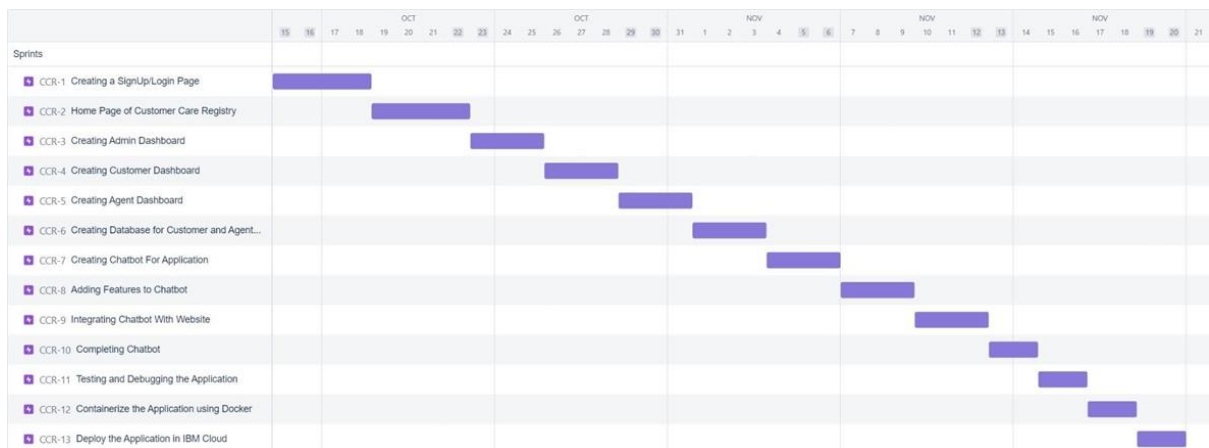 OCT OCT NOV NOV NOV
15 16 17 18 19 20 21 22 23 24 25 26 27 28 29 30 31 1 2 3 4 5 6 7 8 9 10 11 12 13 14 15 16 17 18 19 20 21
Sprints
CCR-1 Creating a SignUp/Login Page
CCR-2 Home Page of Customer Care Registry
CCR-3 Creating Admin Dashboard
CCR-4 Creating Customer Dashboard
CCR-5 Creating Agent Dashboard
CCR-6 Creating Database for Customer and Agent...
CCR-7 Creating Chatbot For Application
CCR-8 Adding Features to Chatbot
CCR-9 Integrating Chatbot With Website
CCR-10 Completing Chatbot
CCR-11 Testing and Debugging the Application
CCR-12 Containerize the Application using Docker
CCR-13 Deploy the Application in IBM Cloud